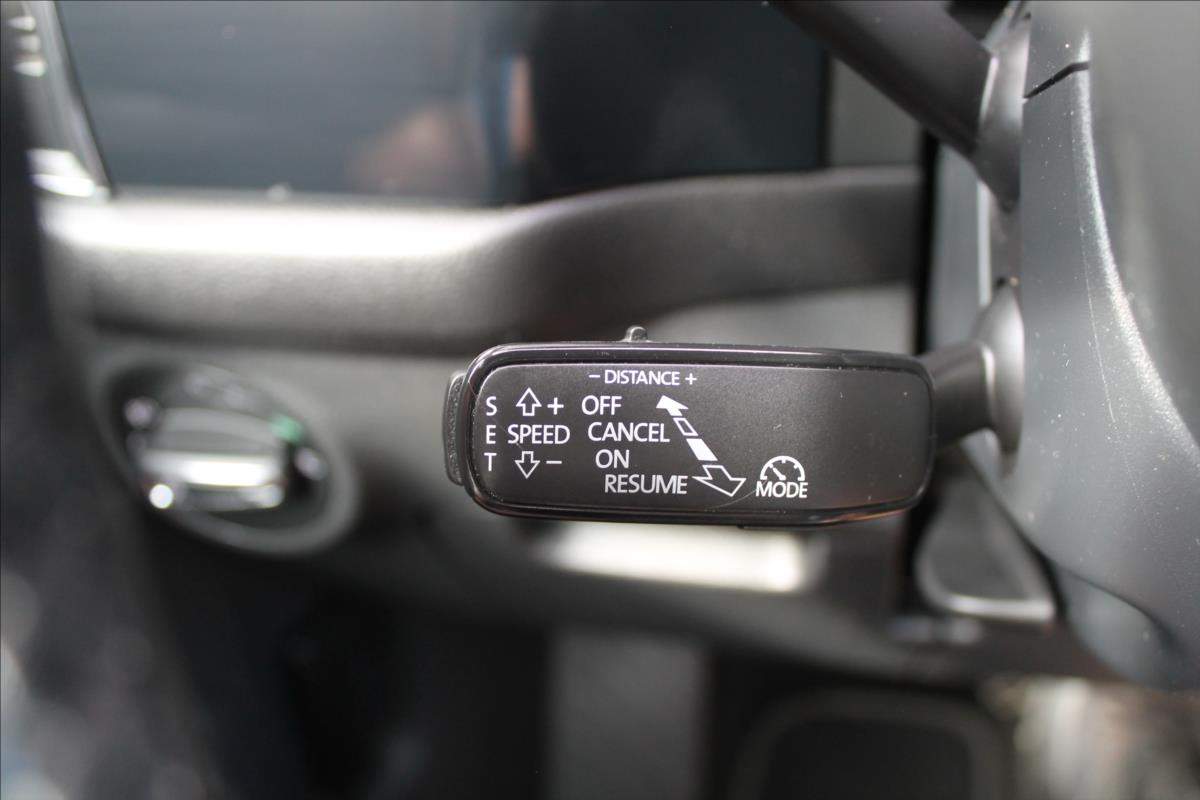 − DISTANCE +
S + OFF
E SPEED CANCEL
T − ON
RESUME
MODE